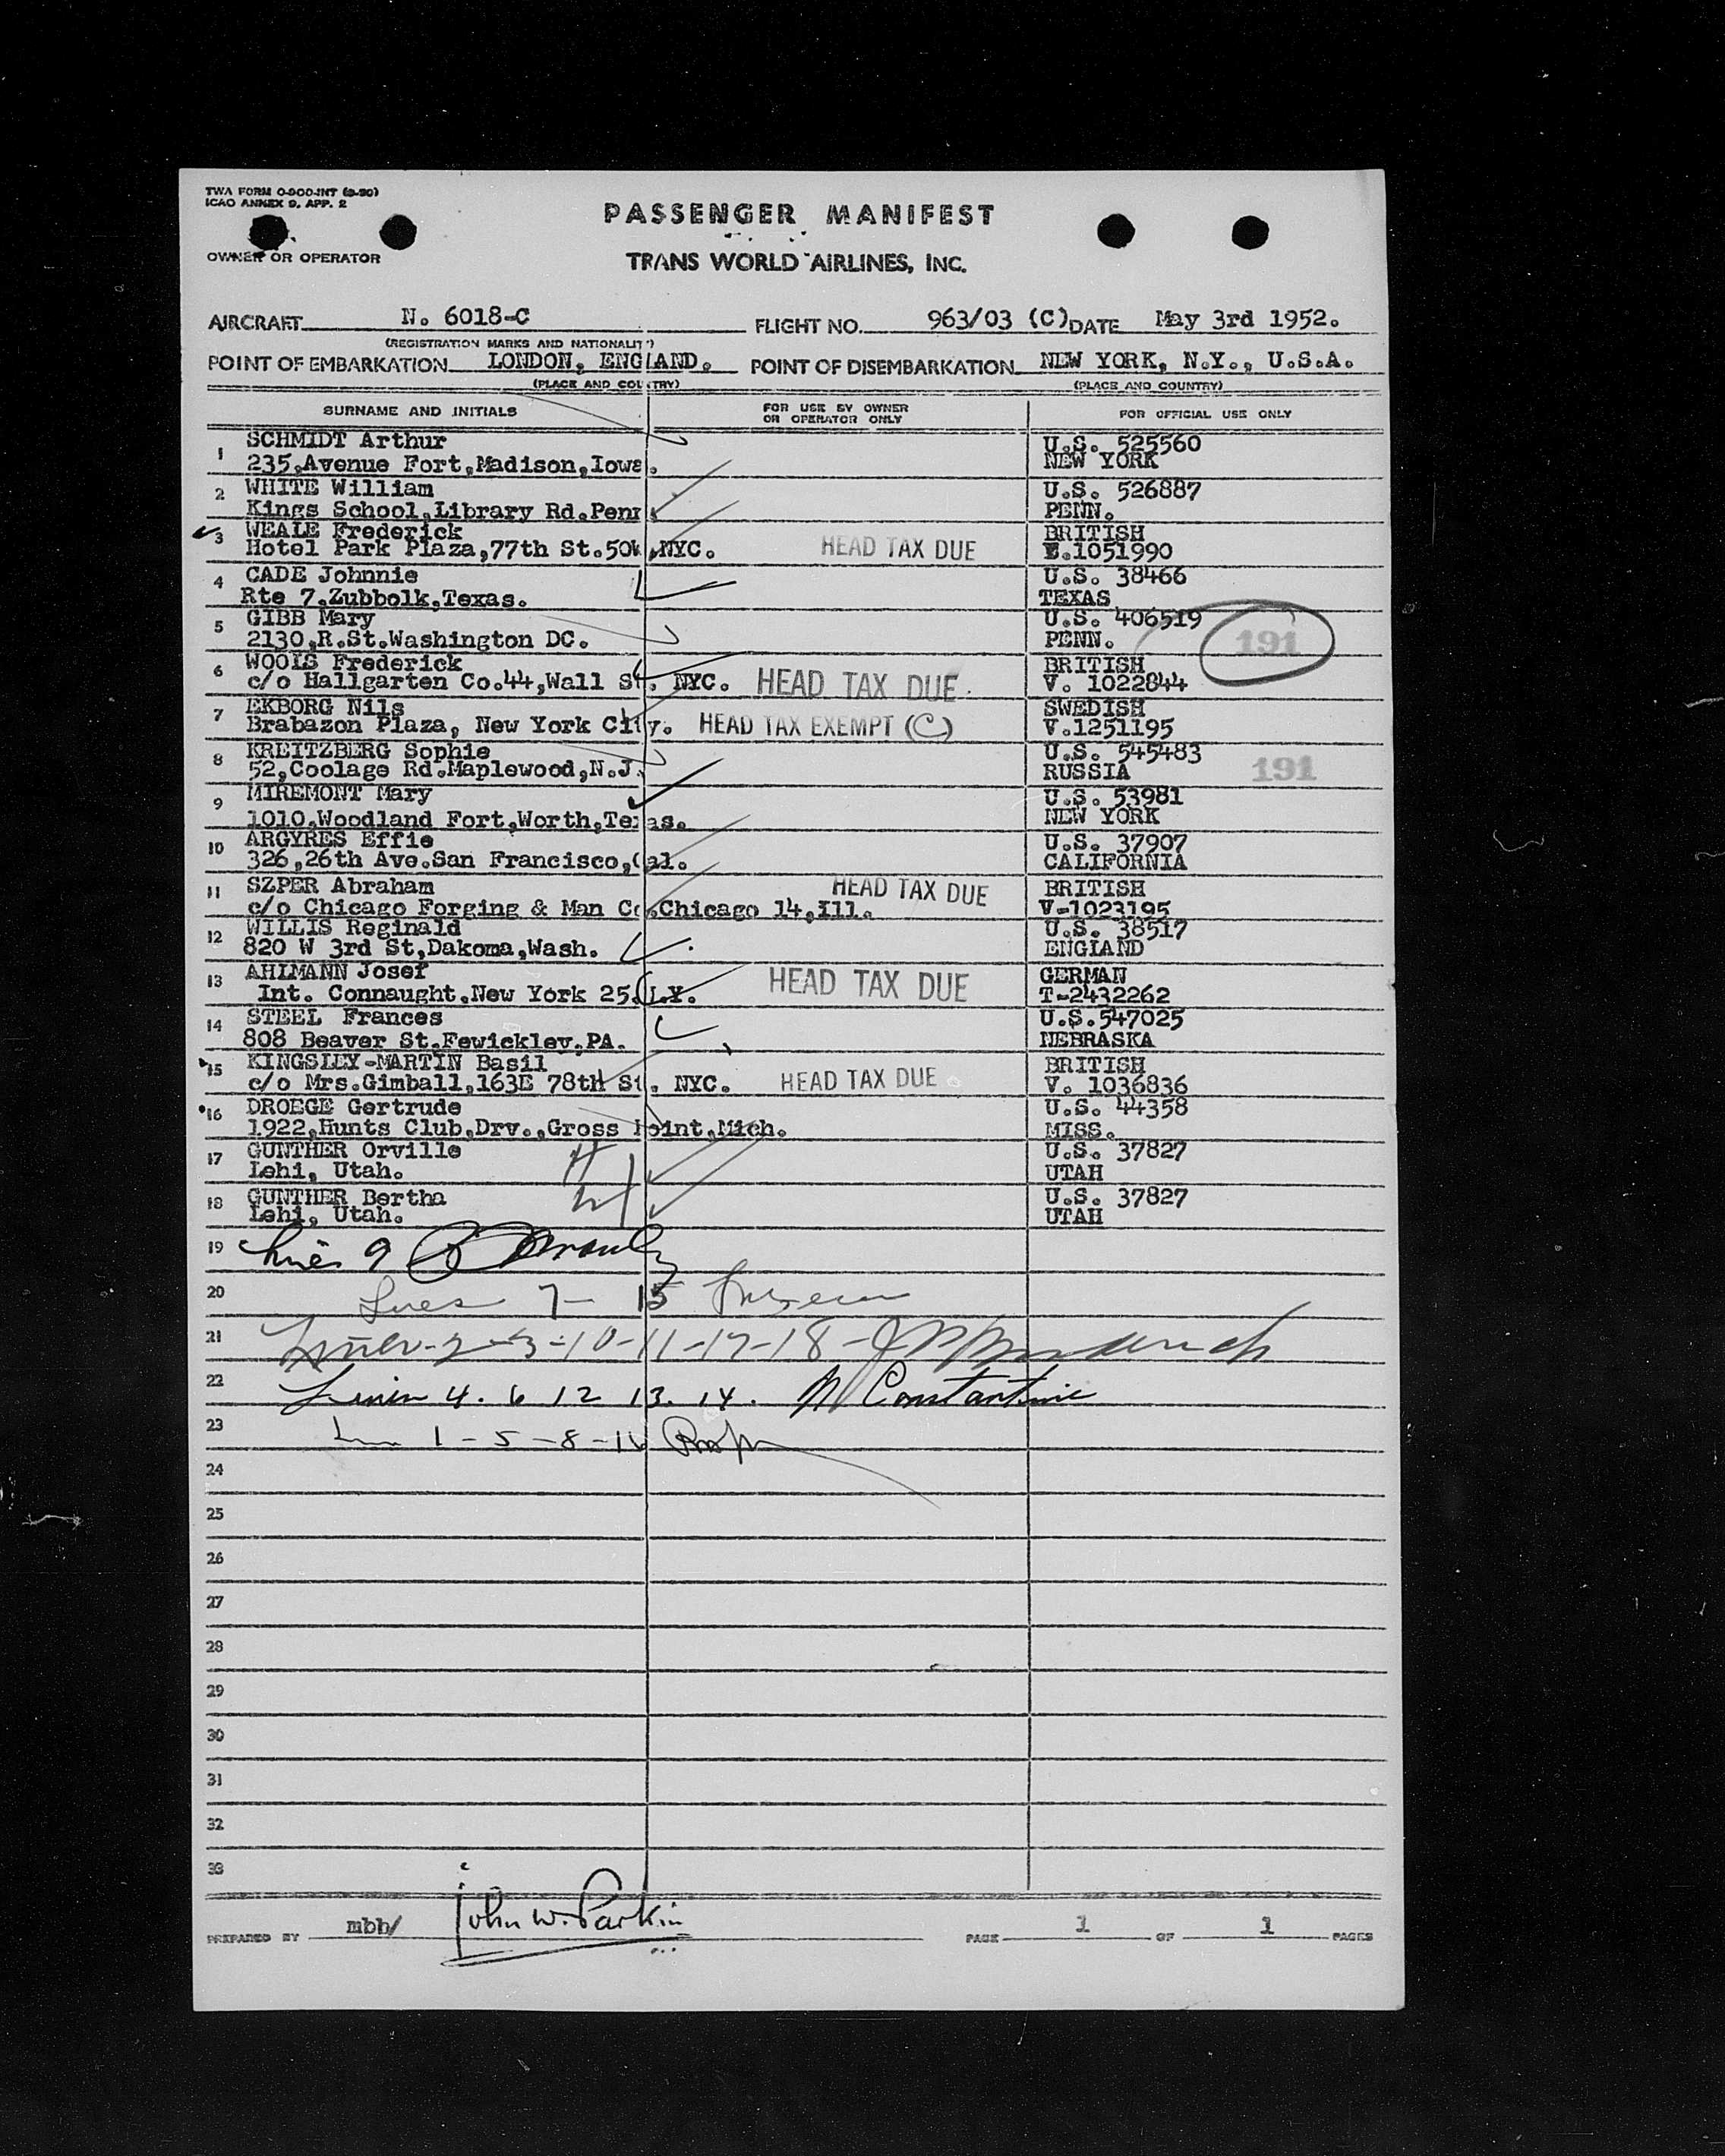 TWA FORM O-900-INT (9-50)
ICAO ANNEX 9, APP. 2
PASSENGER MANIFEST
OWNER OR OPERATOR
TRANS WORLD AIRLINES, INC.
AIRCRAFT N. 6018-C FLIGHT NO. 963/03 (C) DATE May 3rd 1952.
(REGISTRATION MARKS AND NATIONALITY)
POINT OF EMBARKATION LONDON, ENGLAND. POINT OF DISEMBARKATION NEW YORK, N.Y., U.S.A.
(PLACE AND COUNTRY) (PLACE AND COUNTRY)
SURNAME AND INITIALS FOR USE BY OWNER OR OPERATOR ONLY FOR OFFICIAL USE ONLY
1 SCHMIDT Arthur U.S. 525560
235,Avenue Fort,Madison,Iowa. NEW YORK
2 WHITE William U.S. 526887
Kings School,Library Rd.Penn PENN.
3 WEALE Frederick BRITISH
Hotel Park Plaza,77th St.50W,NYC. HEAD TAX DUE E.1051990
4 CADE Johnnie U.S. 38466
Rte 7.Zubbolk,Texas. TEXAS
5 GIBB Mary U.S. 406519
2130,R.St.Washington DC. PENN. 191
6 WOOLS Frederick BRITISH
c/o Hallgarten Co.44,Wall St. NYC. HEAD TAX DUE V. 1022844
7 EKBORG Nils SWEDISH
Brabazon Plaza, New York City. HEAD TAX EXEMPT (C) V.1251195
8 KREITZBERG Sophie U.S. 545483
52,Coolage Rd.Maplewood,N.J. RUSSIA 191
9 MIREMONT Mary U.S. 53981
1010,Woodland Fort,Worth,Texas. NEW YORK
10 ARGYRES Effie U.S. 37907
326,26th Ave.San Francisco,Cal. CALIFORNIA
11 SZPER Abraham HEAD TAX DUE BRITISH
c/o Chicago Forging & Man Co.Chicago 14,Ill. V-1023195
12 WILLIS Reginald U.S. 38517
820 W 3rd St,Dakoma,Wash. ENGLAND
13 AHLMANN Josef HEAD TAX DUE GERMAN
Int. Connaught.New York 25.N.Y. T-2432262
14 STEEL Frances U.S.547025
808 Beaver St.Fewickley.PA. NEBRASKA
15 KINGSLEY-MARTIN Basil BRITISH
c/o Mrs.Gimball,163E 78th St. NYC. HEAD TAX DUE V. 1036836
16 DROEGE Gertrude U.S. 44358
1922,Hunts Club,Drv.,Gross Point,Mich. MISS.
17 GUNTHER Orville U.S. 37827
Lehi, Utah. UTAH
18 GUNTHER Bertha U.S. 37827
Lehi, Utah. UTAH
19 Lines 9
20 Lines 7 - 15
21 Lines-2-3-10-11-17-18-
22 Lines 4. 6 12 13. 14. N Constantine
23 1-5-8-16
24
25
26
27
28
29
30
31
32
33
PREPARED BY mbb/ John W. Parkin PAGE 1 OF 1 PAGES